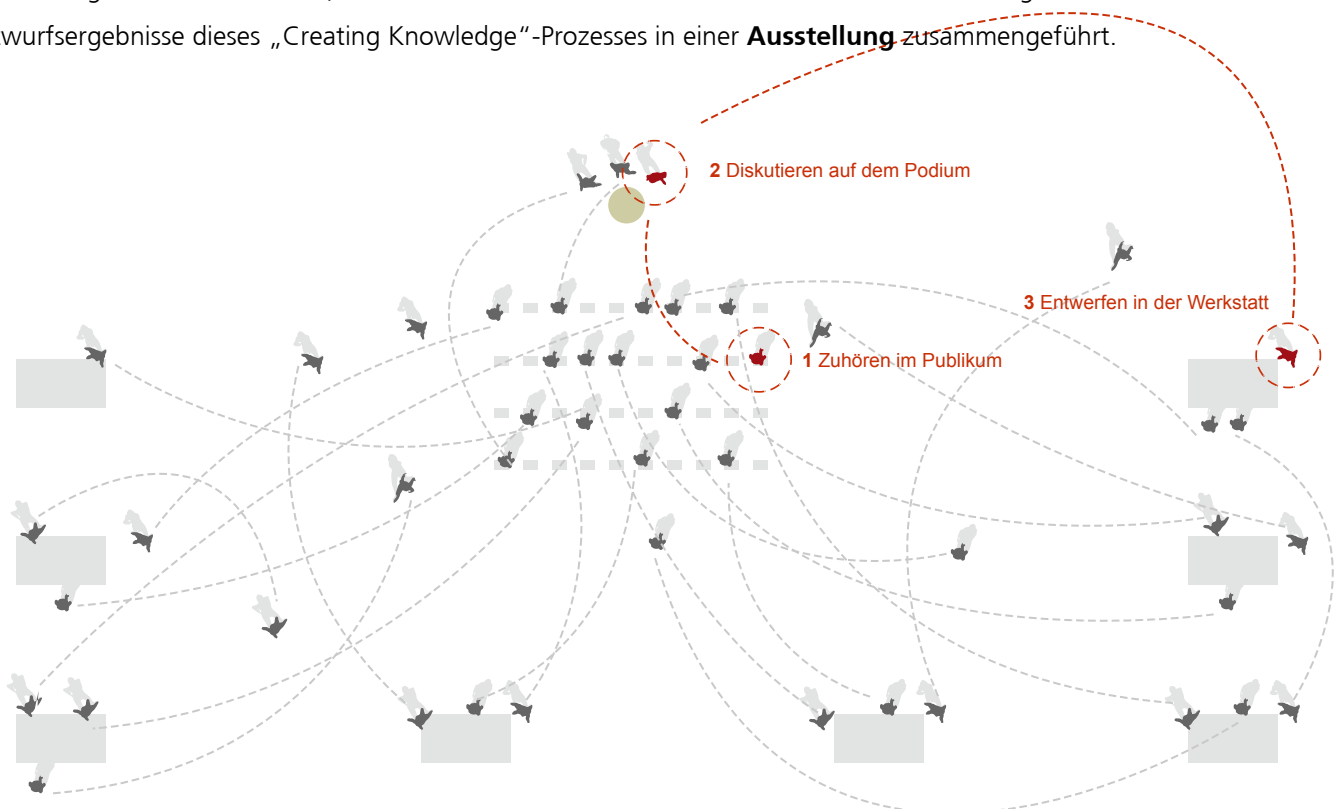 wurfsergebnisse dieses „Creating Knowledge“-Prozesses in einer Ausstellung zusammengeführt.
2 Diskutieren auf dem Podium
3 Entwerfen in der Werkstatt
1 Zuhören im Publikum